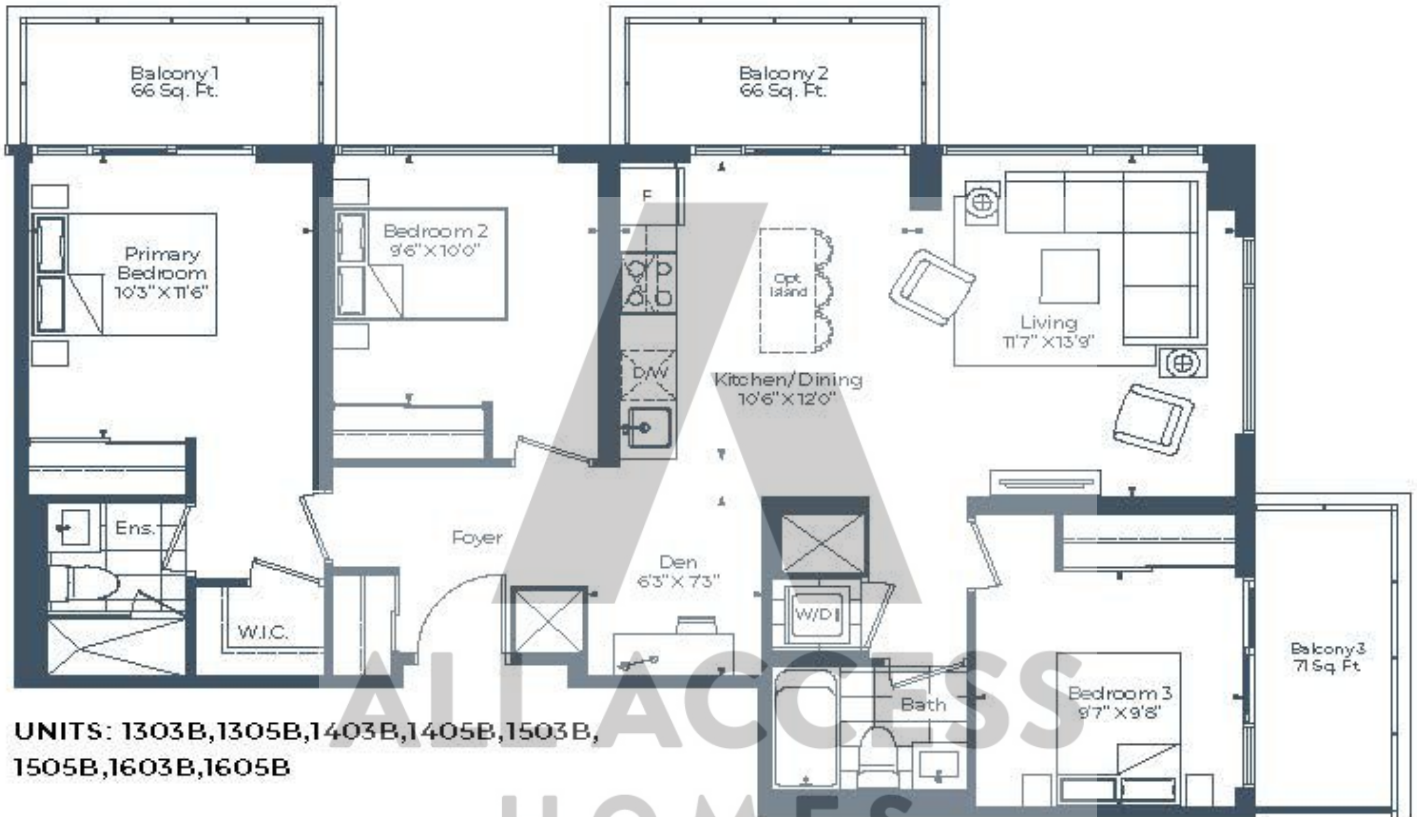 Balcony 1
66 Sq. Ft.
Balcony 2
66 Sq. Ft.
F
Primary
Bedroom
10'3" X 11'6"
Bedroom 2
9'6" X 10'0"
Opt
Island
Living
11'7" X 13'9"
D/W
Kitchen/Dining
10'6" X 12'0"
Ens.
Foyer
Den
6'3" X 7'3"
W/D
W.I.C.
Balcony 3
71 Sq. Ft
Bath
Bedroom 3
9'7" X 9'8"
ALL ACCESS
HOMES
UNITS: 1303B,1305B,1403B,1405B,1503B,
1505B,1603B,1605B